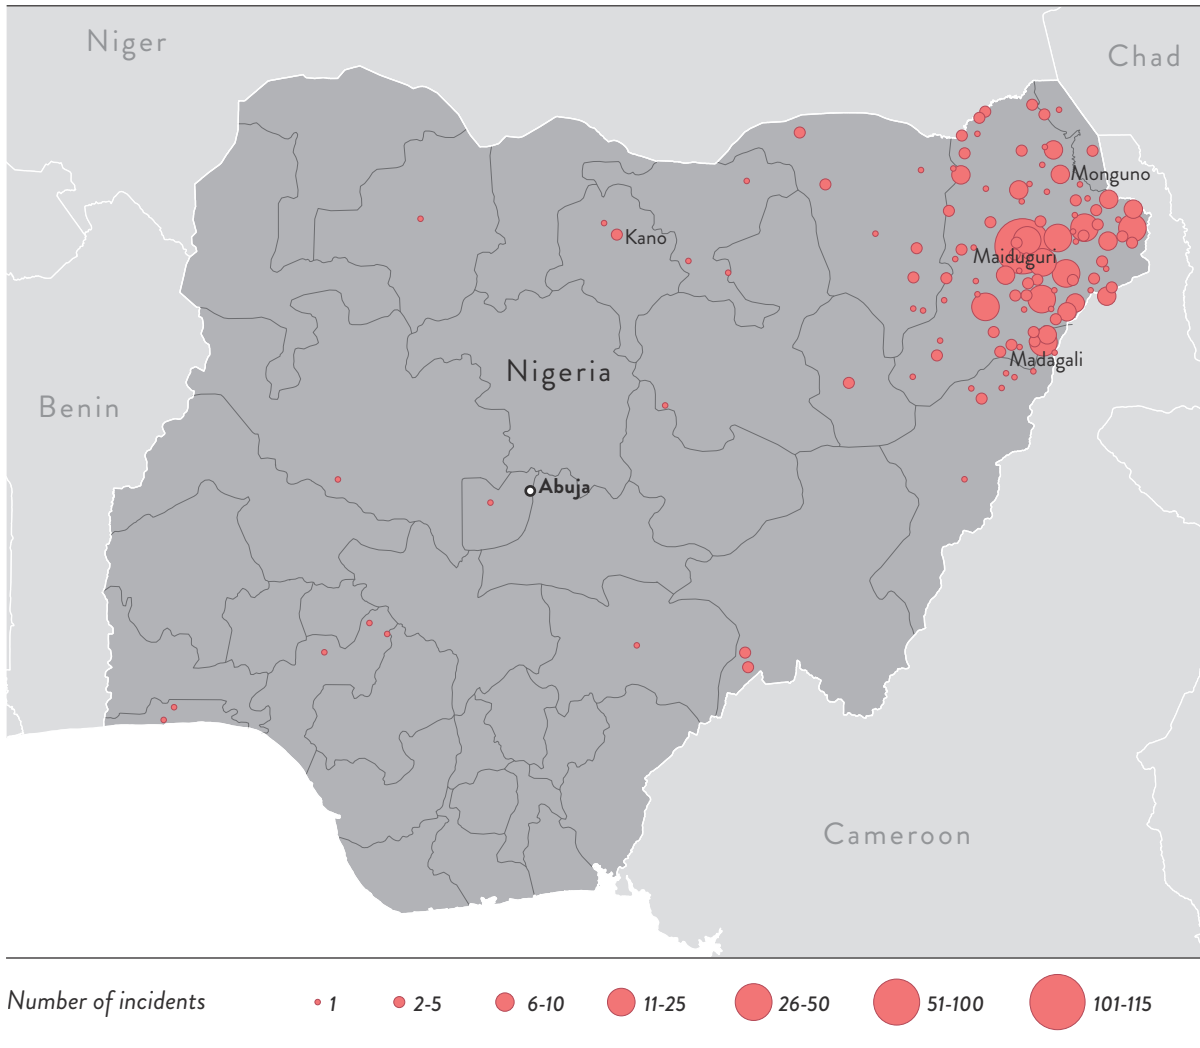 Niger
Chad
Monguno
Kano
Maiduguri
Madagali
Nigeria
Benin
Abuja
Cameroon
Number of incidents
1
2-5
6-10
11-25
26-50
51-100
101-115